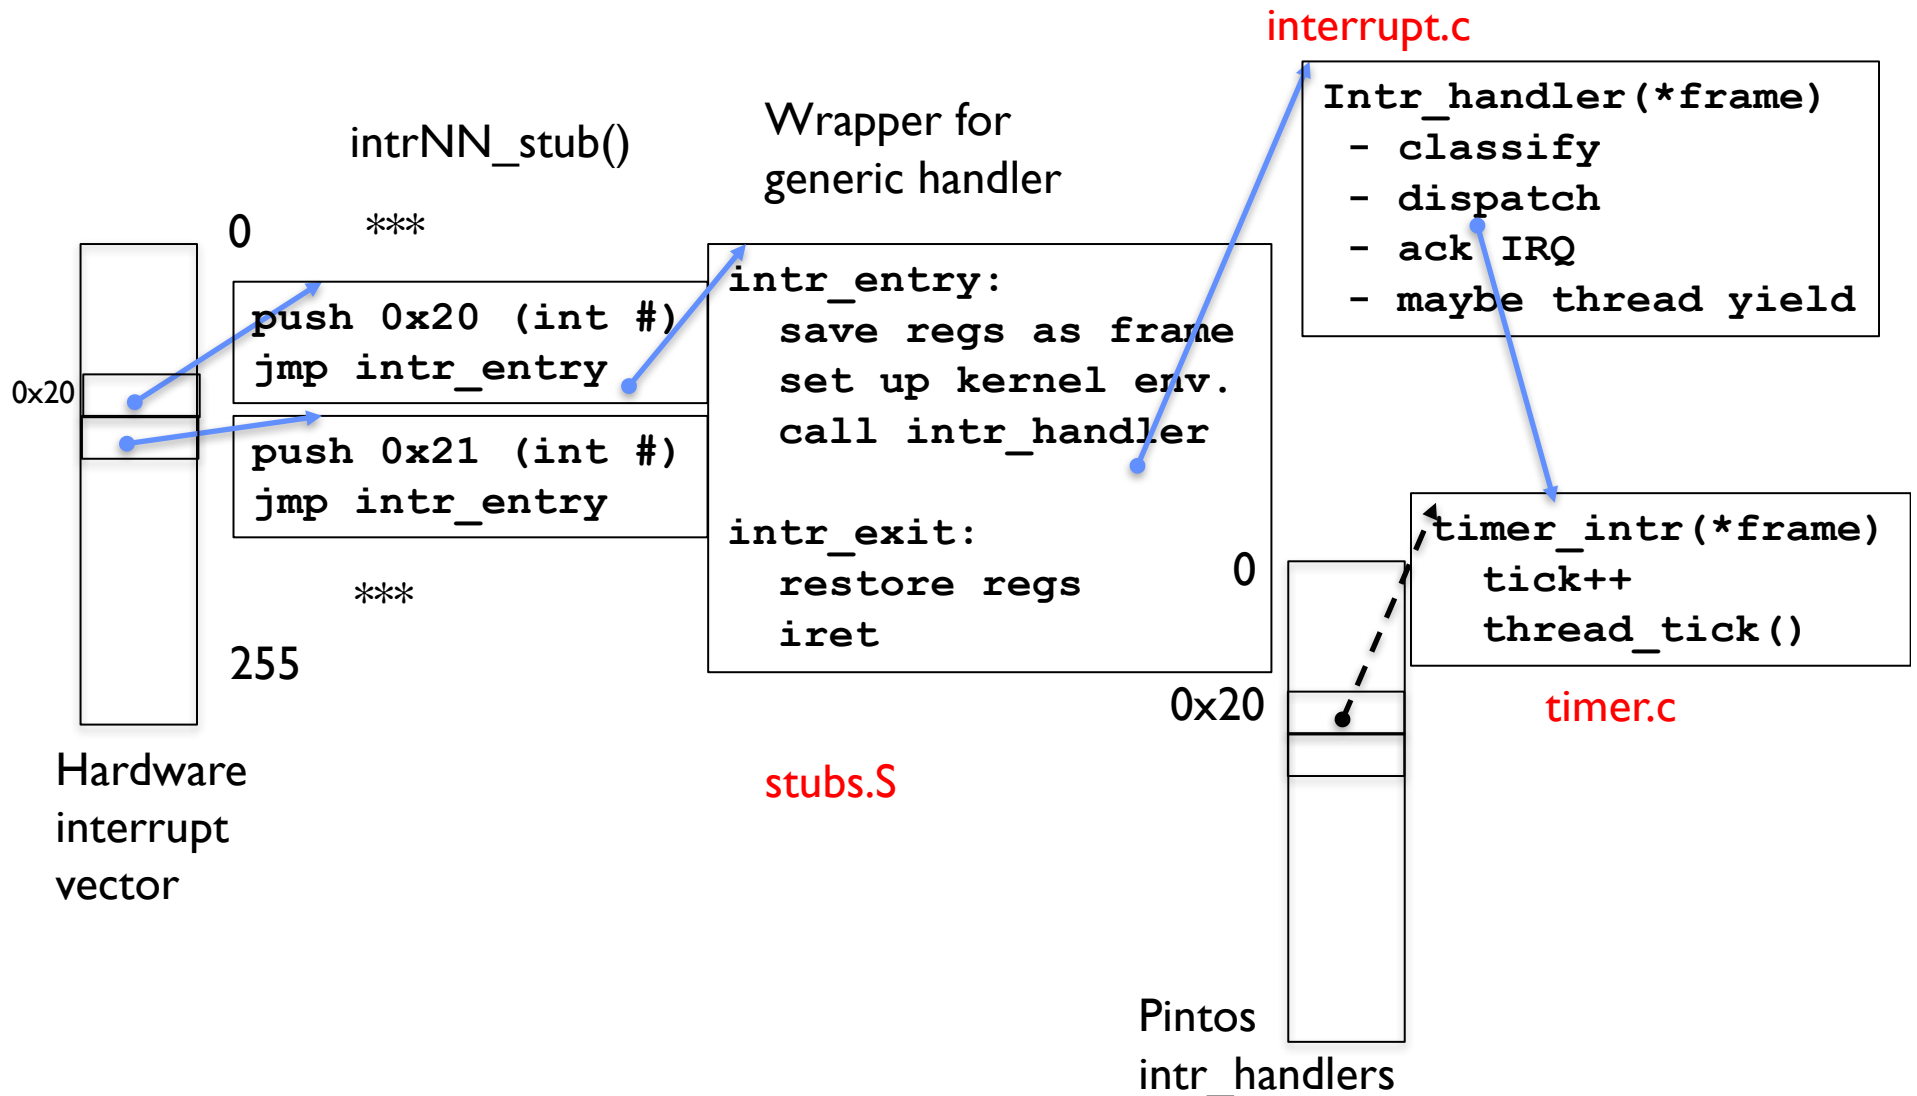 interrupt.c
Intr_handler(*frame)
- classify
- dispatch
- ack IRQ
- maybe thread yield
intrNN_stub()
Wrapper for
generic handler
0
***
0x20
push 0x20 (int #)
jmp intr_entry
push 0x21 (int #)
jmp intr_entry
***
255
Hardware
interrupt
vector
intr_entry:
save regs as frame
set up kernel env.
call intr_handler
intr_exit:
restore regs
iret
stubs.S
0
0x20
timer_intr(*frame)
tick++
thread_tick()
timer.c
Pintos
intr_handlers